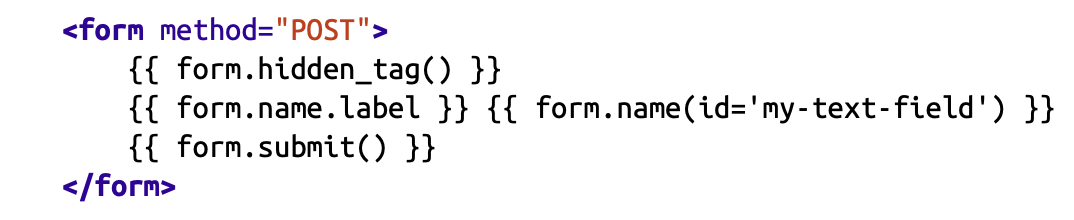 <form method="POST">
    {{ form.hidden_tag() }}
    {{ form.name.label }} {{ form.name(id='my-text-field') }}
    {{ form.submit() }}
</form>